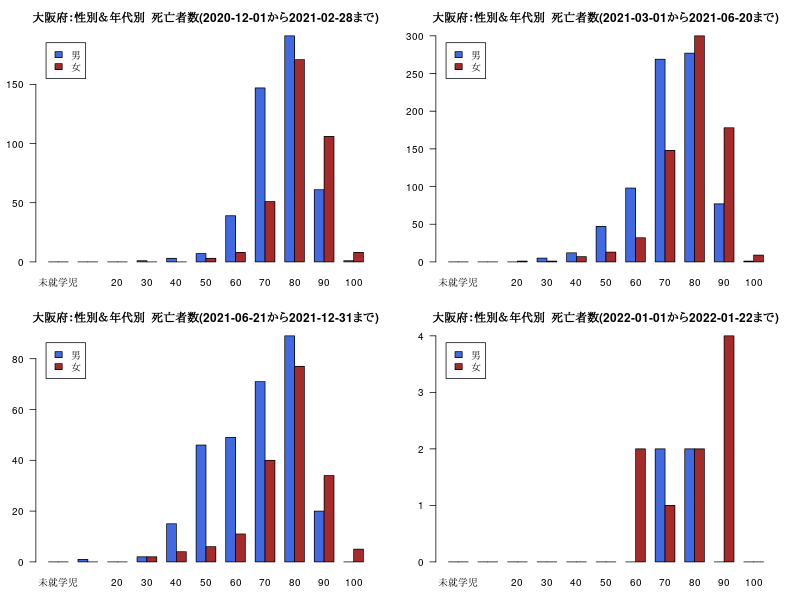 大阪府：性別＆年代別 死亡者数(2020-12-01から2021-02-28まで)
男
女
150
100
50
0
未就学児 20 30 40 50 60 70 80 90 100
大阪府：性別＆年代別 死亡者数(2021-03-01から2021-06-20まで)
男
女
300
250
200
150
100
50
0
未就学児 20 30 40 50 60 70 80 90 100
大阪府：性別＆年代別 死亡者数(2021-06-21から2021-12-31まで)
男
女
80
60
40
20
0
未就学児 20 30 40 50 60 70 80 90 100
大阪府：性別＆年代別 死亡者数(2022-01-01から2022-01-22まで)
男
女
4
3
2
1
0
未就学児 20 30 40 50 60 70 80 90 100